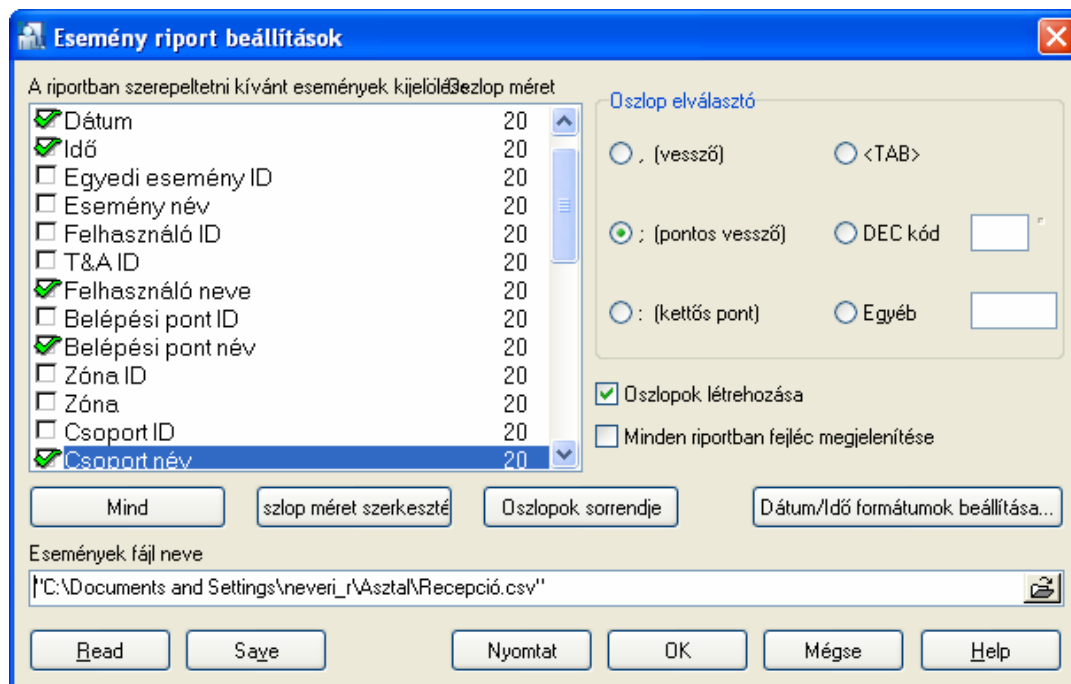 Esemény riport beállítások
A riportban szerepeltetni kívánt események kijelölése Oszlop méret
Dátum 20
Idő 20
Egyedi esemény ID 20
Esemény név 20
Felhasználó ID 20
T&A ID 20
Felhasználó neve 20
Belépési pont ID 20
Belépési pont név 20
Zóna ID 20
Zóna 20
Csoport ID 20
Csoport név 20
Oszlop elválasztó
, (vessző)
<TAB>
; (pontos vessző)
DEC kód
: (kettős pont)
Egyéb
Oszlopok létrehozása
Minden riportban fejléc megjelenítése
Mind
szlop méret szerkeszté
Oszlopok sorrendje
Dátum/Idő formátumok beállítása...
Események fájl neve
"C:\Documents and Settings\neveri_r\Asztal\Recepció.csv"
Read
Save
Nyomtat
OK
Mégse
Help